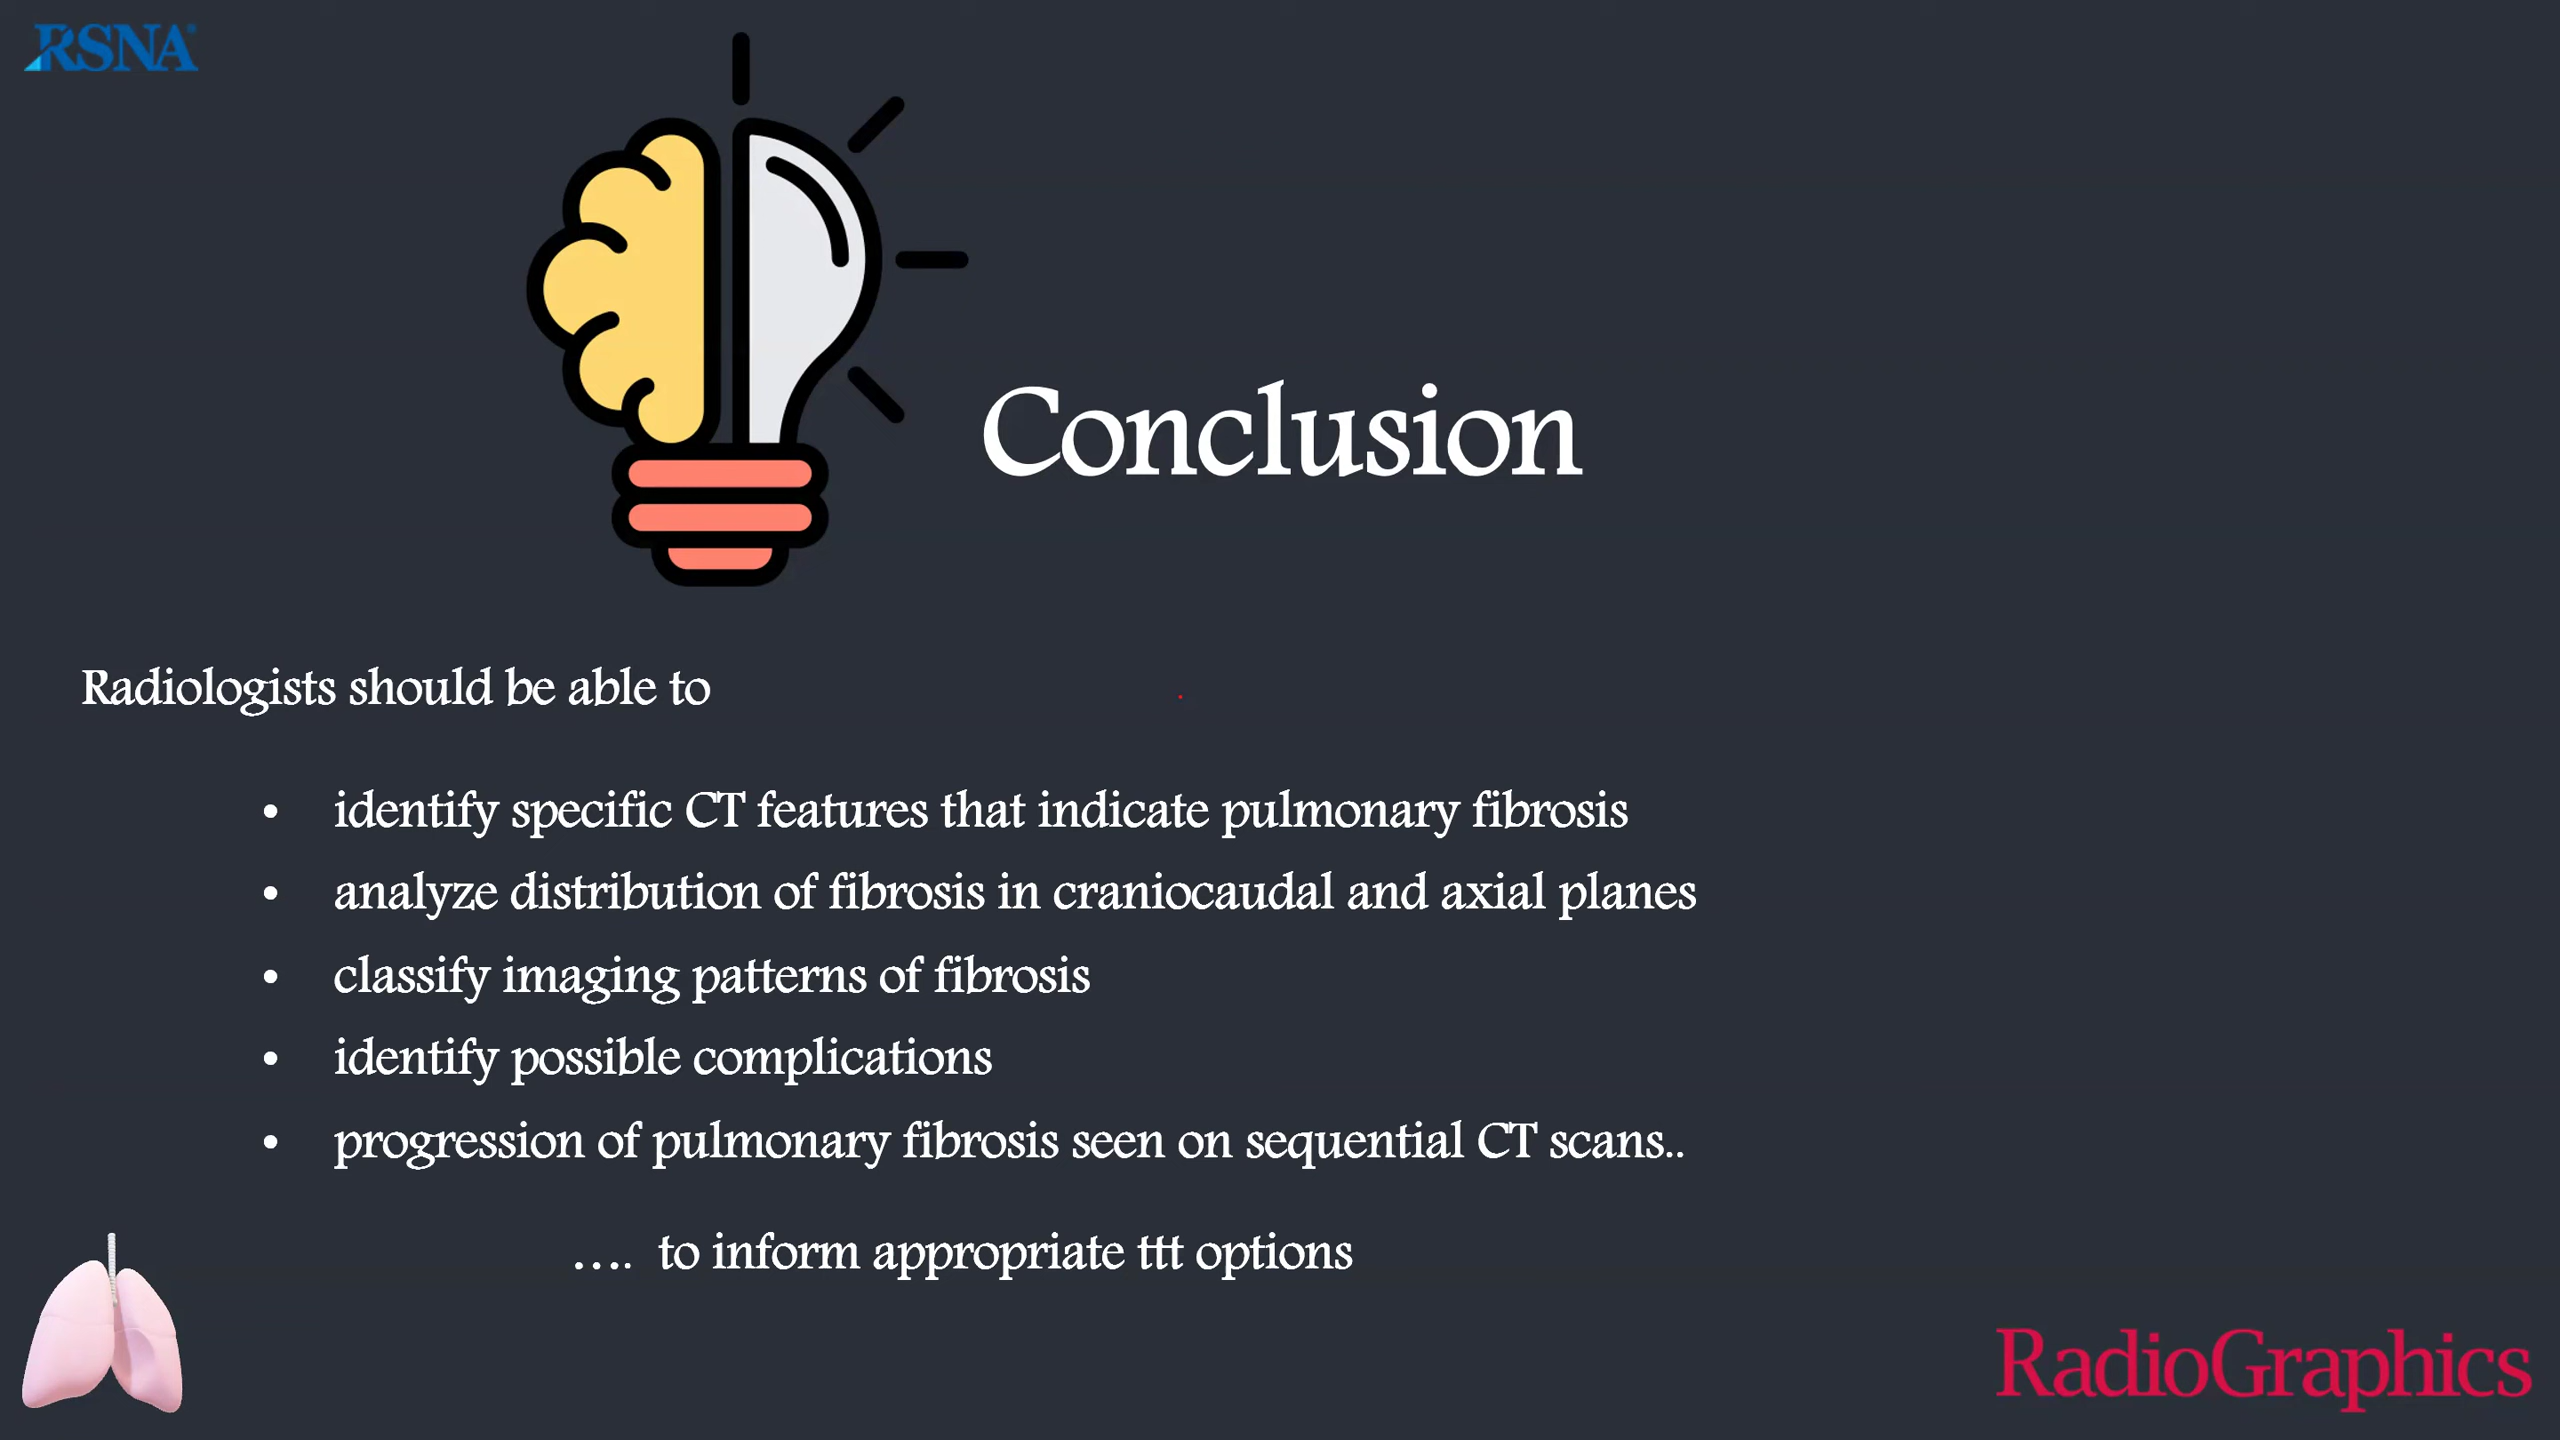 RSNA®
Conclusion
Radiologists should be able to
• identify specific CT features that indicate pulmonary fibrosis
• analyze distribution of fibrosis in craniocaudal and axial planes
• classify imaging patterns of fibrosis
• identify possible complications
• progression of pulmonary fibrosis seen on sequential CT scans..
…. to inform appropriate ttt options
RadioGraphics